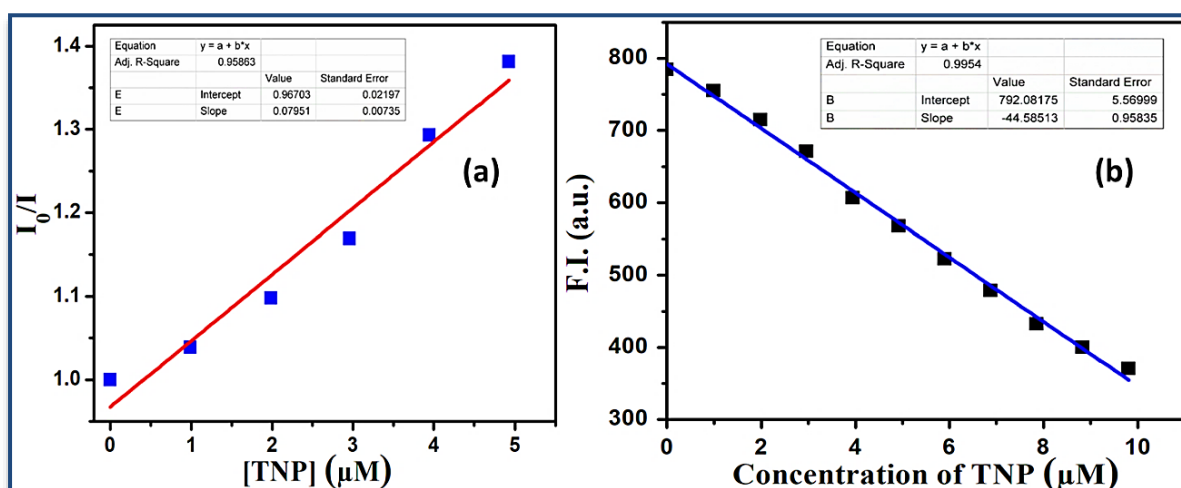 1.4
1.3
1.2
1.1
1.0
I0/I
Equation y = a + b*x
Adj. R-Square 0.95863
Value Standard Error
E Intercept 0.96703 0.02197
E Slope 0.07951 0.00735
(a)
0 1 2 3 4 5
[TNP] (μM)
800
700
600
500
400
300
F.I. (a.u.)
Equation y = a + b*x
Adj. R-Square 0.9954
Value Standard Error
B Intercept 792.08175 5.56999
B Slope -44.58513 0.95835
(b)
0 2 4 6 8 10
Concentration of TNP (μM)